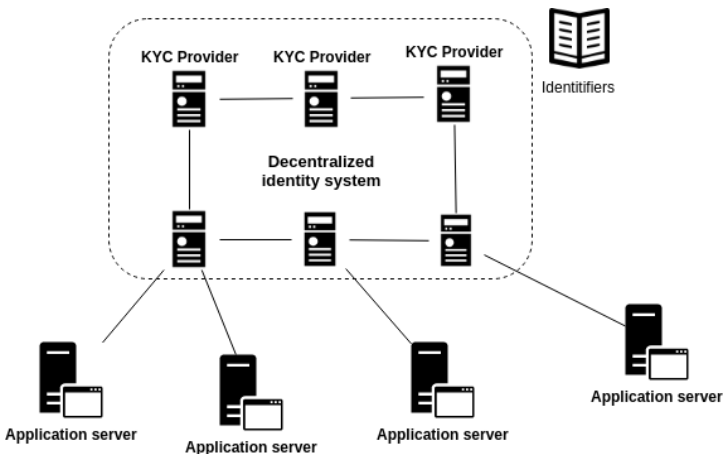 KYC Provider
KYC Provider
KYC Provider
Identitifiers
Decentralized
identity system
Application server
Application server
Application server
Application server